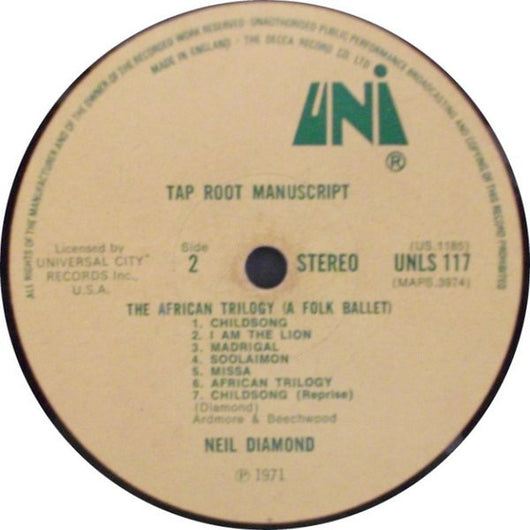 ALL RIGHTS OF THE MANUFACTURER AND OF THE OWNER OF THE RECORDED WORK RESERVED · UNAUTHORISED PUBLIC PERFORMANCE BROADCASTING AND COPYING OF THIS RECORD PROHIBITED
MADE IN ENGLAND · THE DECCA RECORD CO LTD
UNi
®
TAP ROOT MANUSCRIPT
Licensed by
UNIVERSAL CITY
RECORDS Inc.,
U.S.A.
Side
2
STEREO
(US.1185)
UNLS 117
(MAPS.3974)
THE AFRICAN TRILOGY (A FOLK BALLET)
1. CHILDSONG
2. I AM THE LION
3. MADRIGAL
4. SOOLAIMON
5. MISSA
6. AFRICAN TRILOGY
7. CHILDSONG (Reprise)
(Diamond)
Ardmore & Beechwood
NEIL DIAMOND
℗ 1971